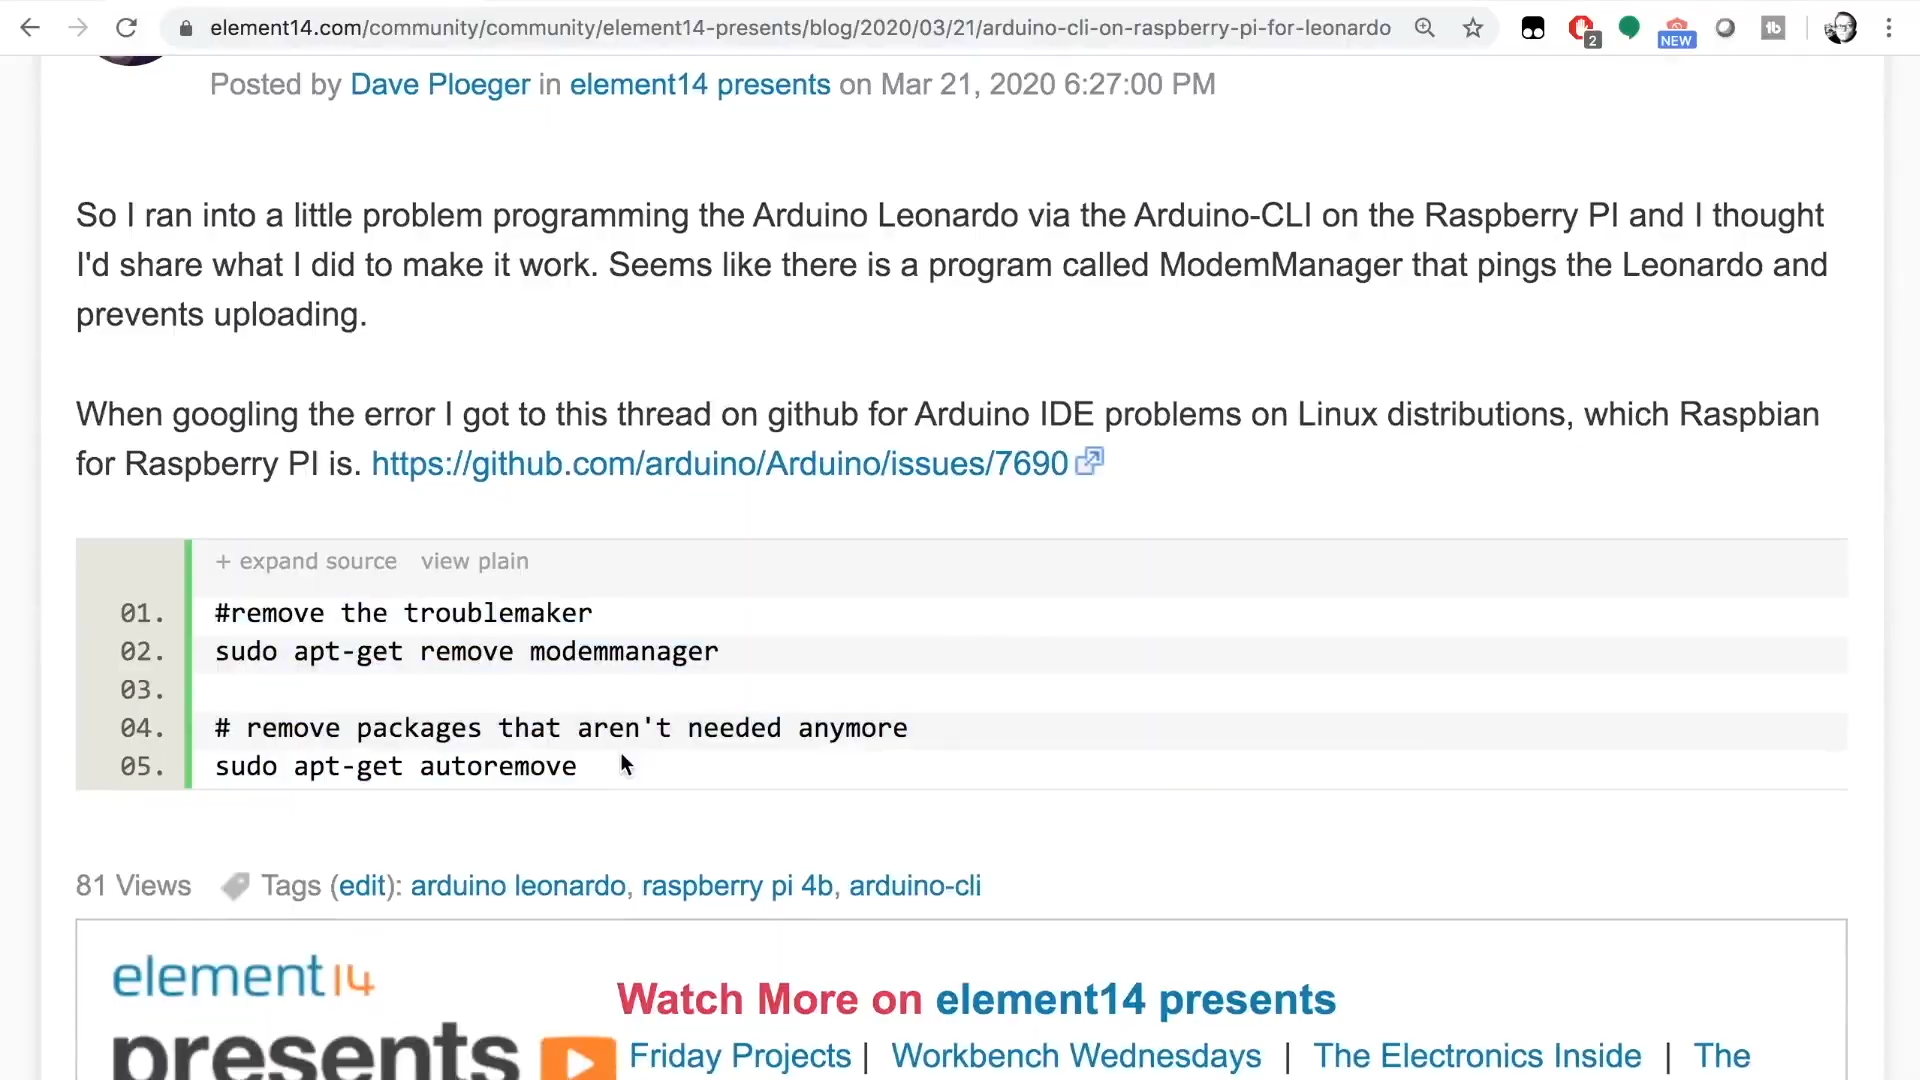 element14.com/community/community/element14-presents/blog/2020/03/21/arduino-cli-on-raspberry-pi-for-leonardo
2
NEW
Posted by Dave Ploeger in element14 presents on Mar 21, 2020 6:27:00 PM
So I ran into a little problem programming the Arduino Leonardo via the Arduino-CLI on the Raspberry PI and I thought
I'd share what I did to make it work. Seems like there is a program called ModemManager that pings the Leonardo and
prevents uploading.
When googling the error I got to this thread on github for Arduino IDE problems on Linux distributions, which Raspbian
for Raspberry PI is. https://github.com/arduino/Arduino/issues/7690
+ expand source view plain
01. #remove the troublemaker
02. sudo apt-get remove modemmanager
03.
04. # remove packages that aren't needed anymore
05. sudo apt-get autoremove
81 Views Tags (edit): arduino leonardo, raspberry pi 4b, arduino-cli
element14
presents
Watch More on element14 presents
Friday Projects | Workbench Wednesdays | The Electronics Inside | The